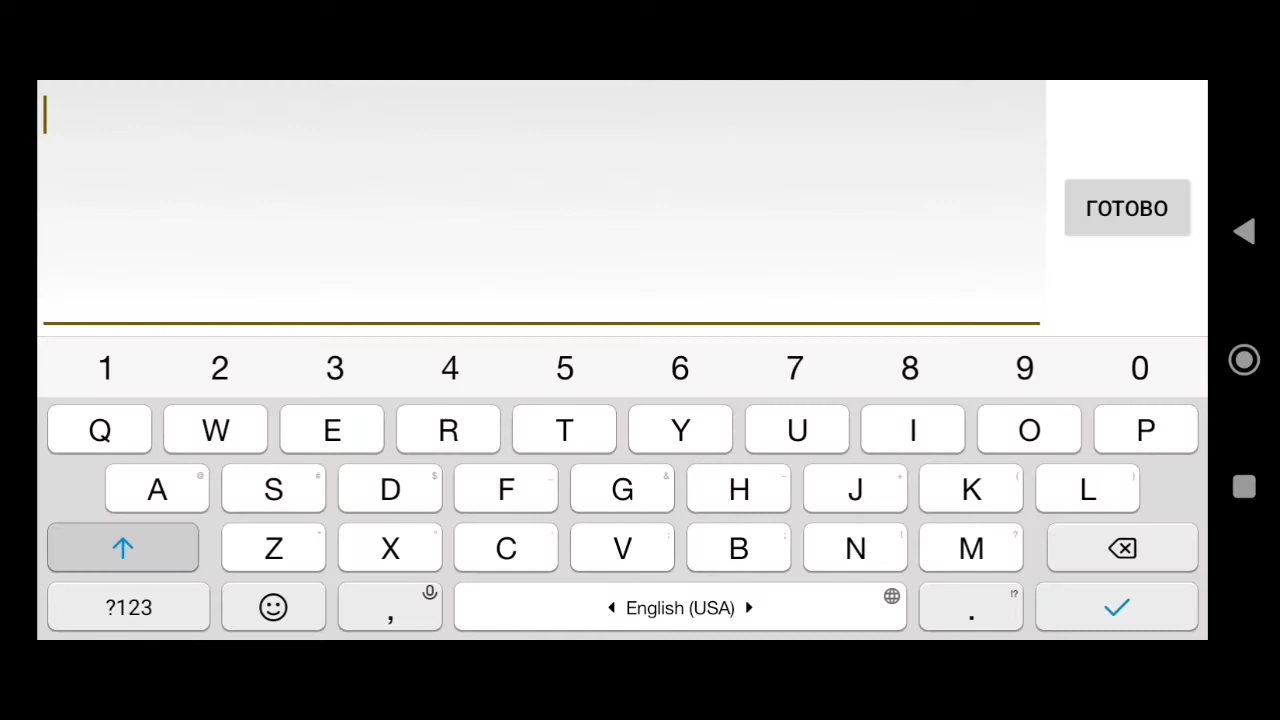 ГОТОВО
1 2 3 4 5 6 7 8 9 0
Q W E R T Y U I O P
A @ S # D $ F _ G & H - J + K ( L )
Z X C V : B ; N ! M ?
?123 , English (USA) . !?